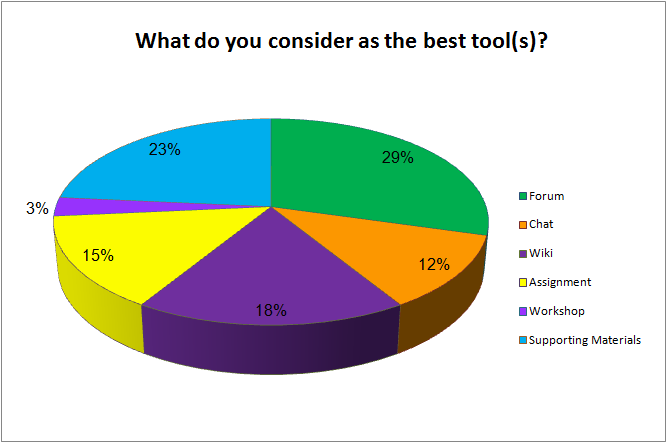 What do you consider as the best tool(s)?
23%
29%
3%
15%
12%
18%
Forum
Chat
Wiki
Assignment
Workshop
Supporting Materials